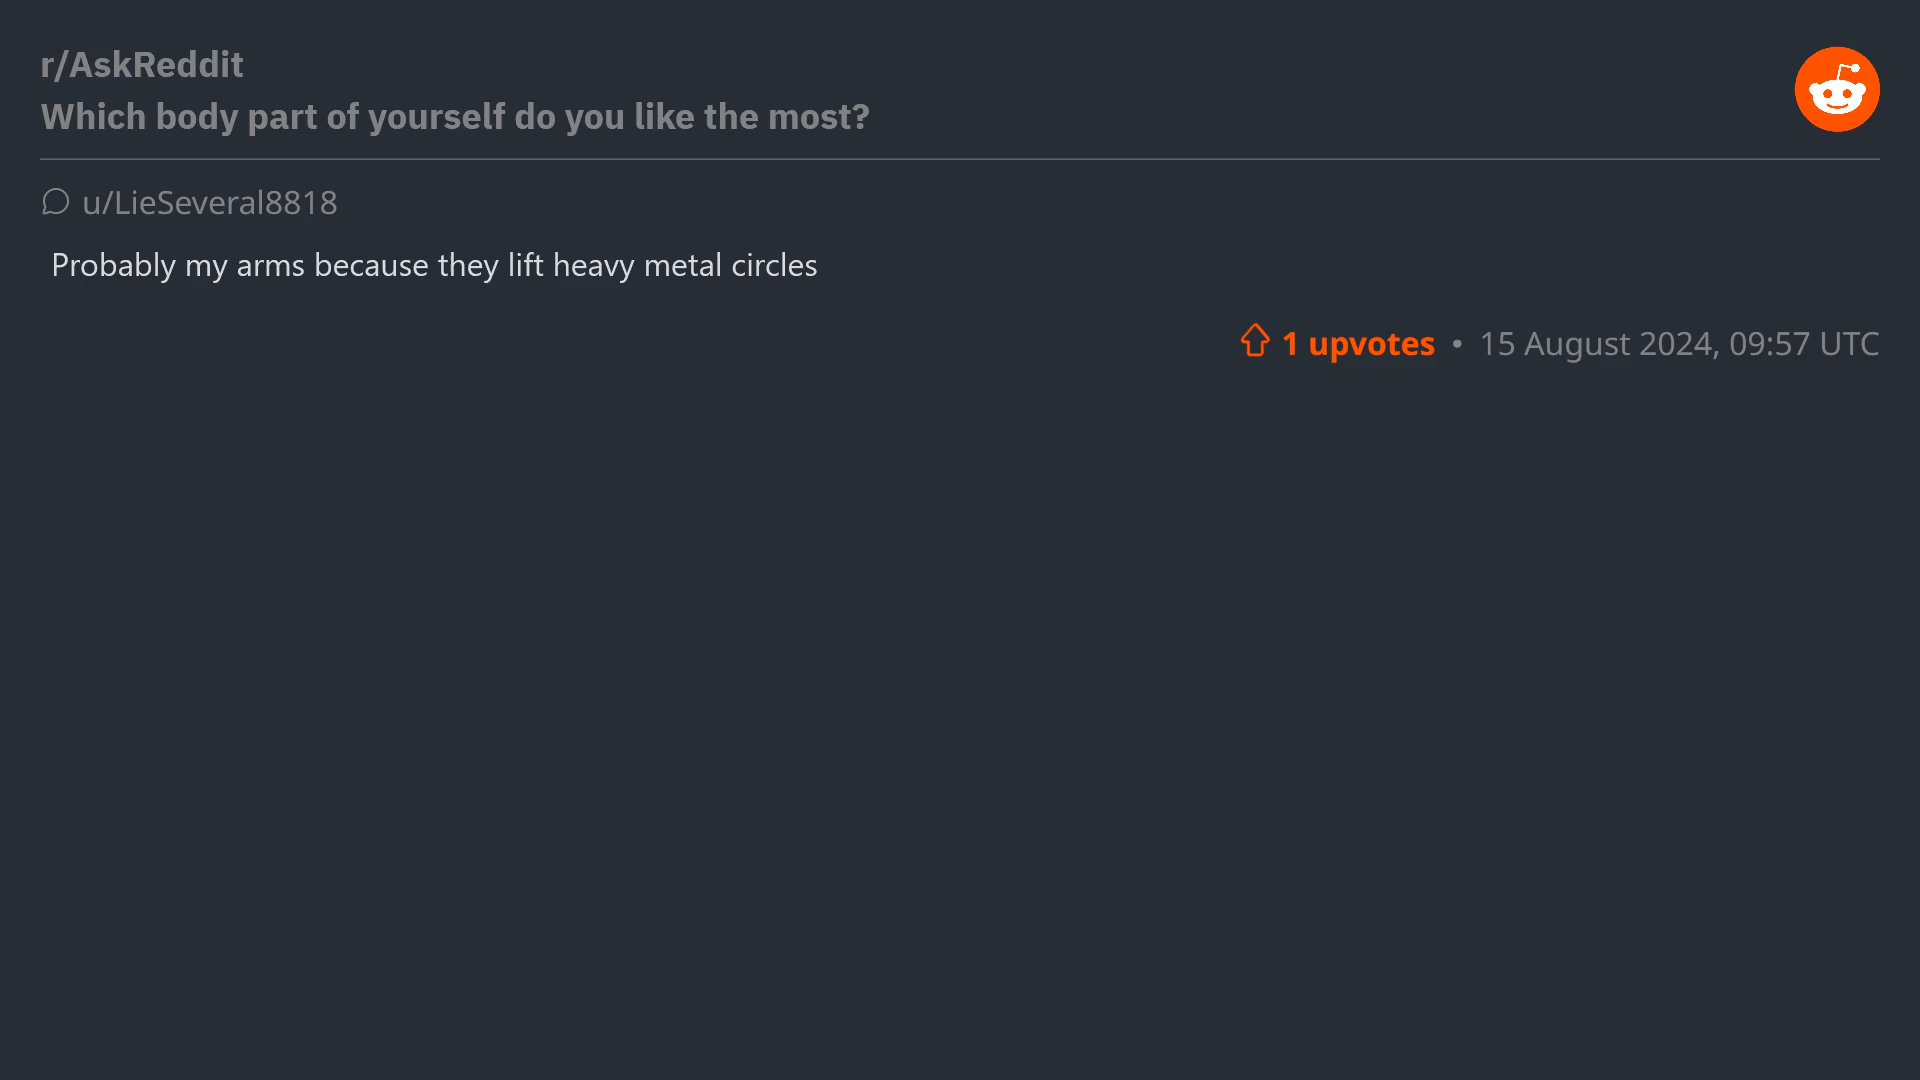 r/AskReddit
Which body part of yourself do you like the most?
u/LieSeveral8818
Probably my arms because they lift heavy metal circles
1 upvotes • 15 August 2024, 09:57 UTC